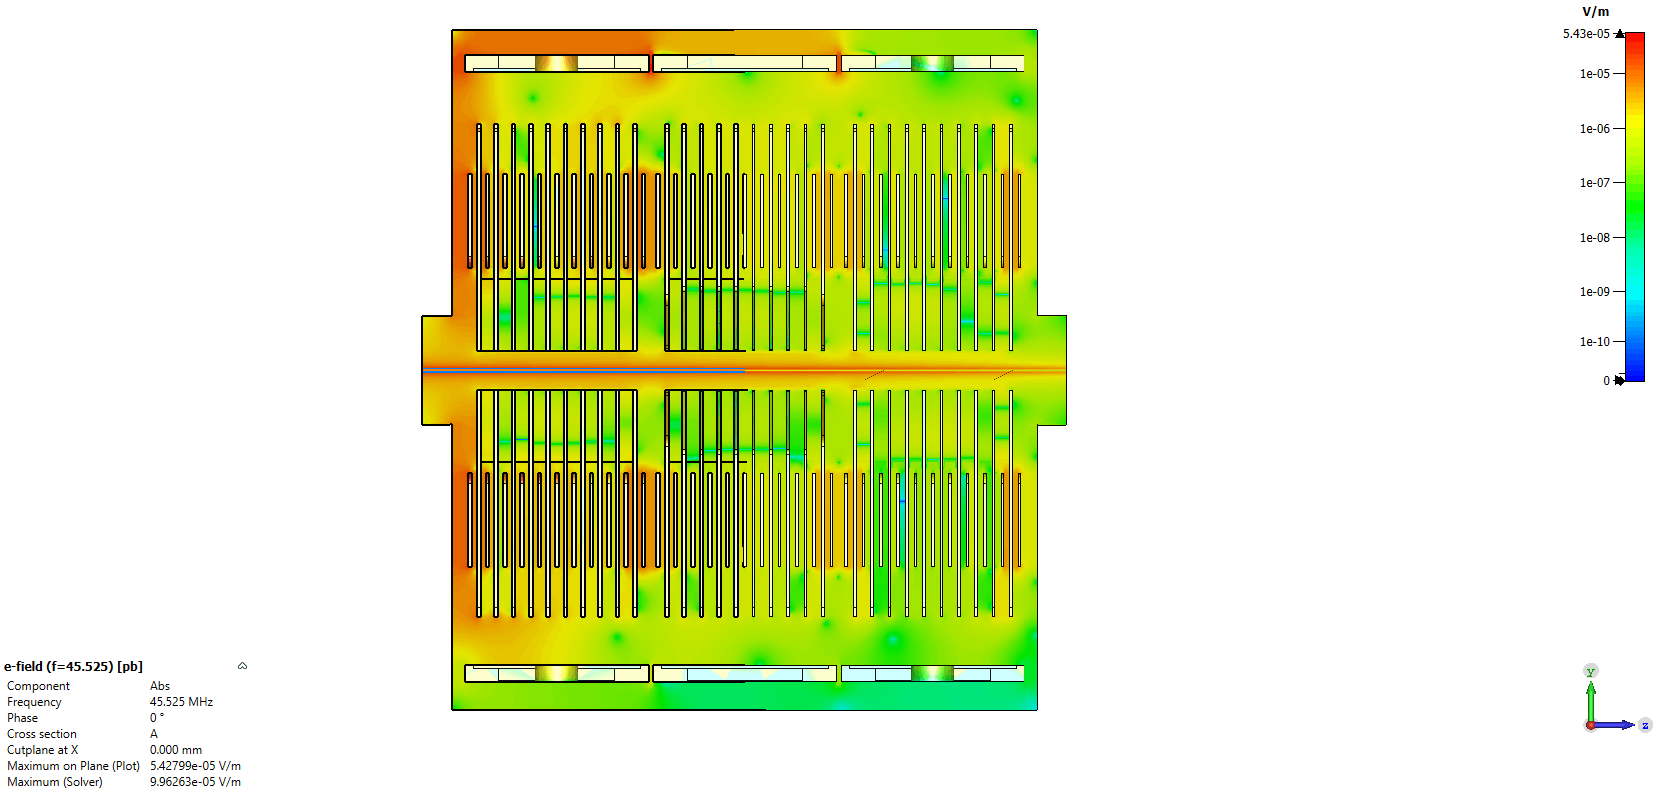 V/m
5.43e-05
1e-05
1e-06
1e-07
1e-08
1e-09
1e-10
0
e-field (f=45.525) [pb]
Component Abs
Frequency 45.525 MHz
Phase 0 °
Cross section A
Cutplane at X 0.000 mm
Maximum on Plane (Plot) 5.42799e-05 V/m
Maximum (Solver) 9.96263e-05 V/m
y
z